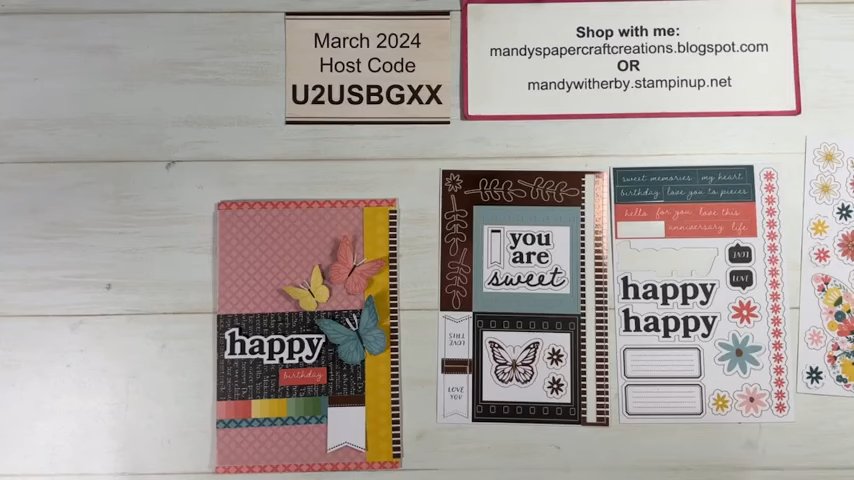 March 2024
Host Code
U2USBGXX
Shop with me:
mandyspapercraftcreations.blogspot.com
OR
mandywitherby.stampinup.net
happy
birthday
you
are
sweet
LOVE
THIS
LOVE
YOU
sweet memories my heart
birthday love you to pieces
hello for you love this
anniversary life
LOVE
happy
happy